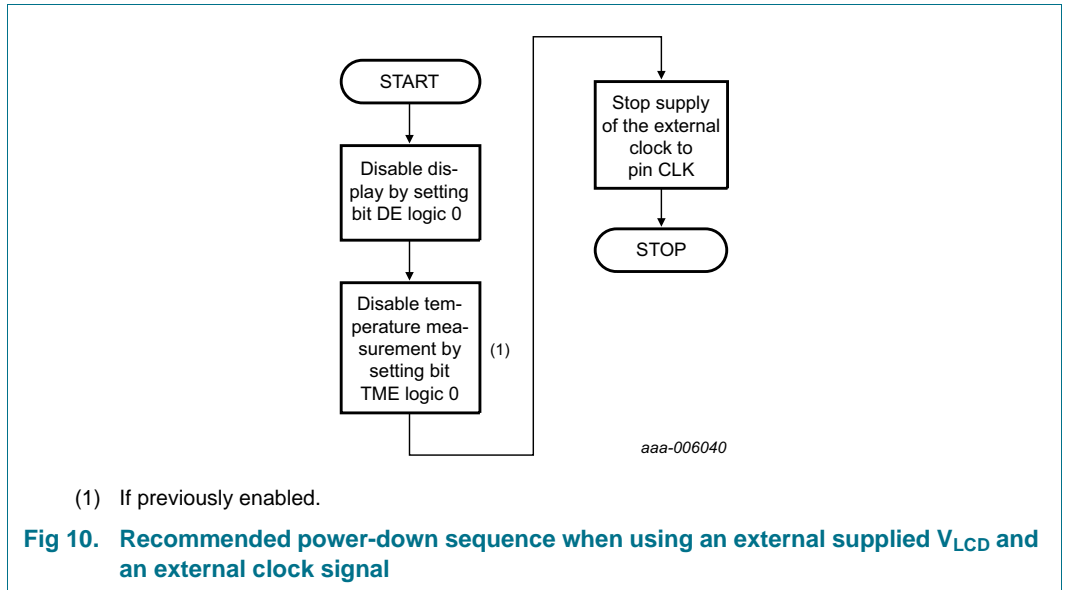 START
Disable dis-
play by setting
bit DE logic 0
Disable tem-
perature mea-
surement by
setting bit
TME logic 0
(1)
Stop supply
of the external
clock to
pin CLK
STOP
aaa-006040
(1) If previously enabled.
Fig 10. Recommended power-down sequence when using an external supplied VLCD and
an external clock signal